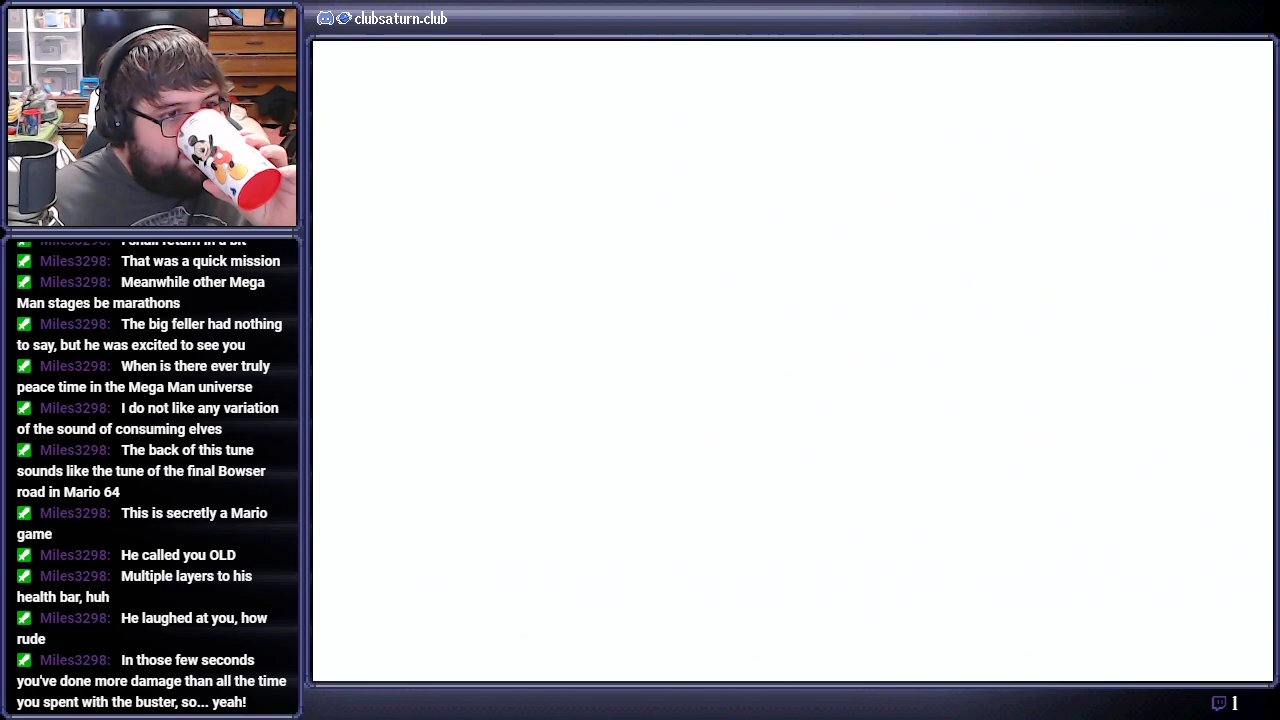 clubsaturn.club
Miles3298: I shall return in a bit
Miles3298: That was a quick mission
Miles3298: Meanwhile other Mega
Man stages be marathons
Miles3298: The big feller had nothing
to say, but he was excited to see you
Miles3298: When is there ever truly
peace time in the Mega Man universe
Miles3298: I do not like any variation
of the sound of consuming elves
Miles3298: The back of this tune
sounds like the tune of the final Bowser
road in Mario 64
Miles3298: This is secretly a Mario
game
Miles3298: He called you OLD
Miles3298: Multiple layers to his
health bar, huh
Miles3298: He laughed at you, how
rude
Miles3298: In those few seconds
you've done more damage than all the time
you spent with the buster, so... yeah!
1